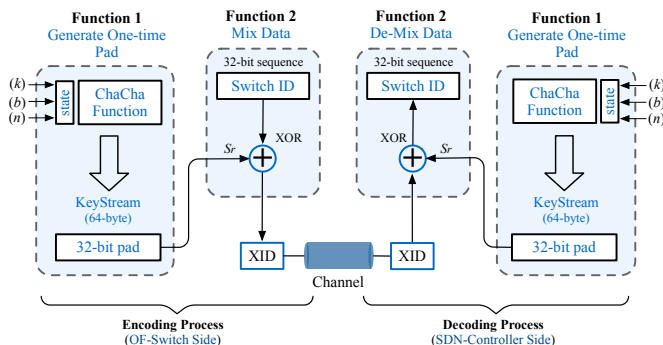 Function 1
Generate One-time
Pad
(k)
(b)
(n)
state
ChaCha
Function
KeyStream
(64-byte)
32-bit pad
Function 2
Mix Data
32-bit sequence
Switch ID
XOR
Sr
XID
Channel
Function 2
De-Mix Data
32-bit sequence
Switch ID
XOR
Sr
XID
Function 1
Generate One-time
Pad
ChaCha
Function
state
(k)
(b)
(n)
KeyStream
(64-byte)
32-bit pad
Encoding Process
(OF-Switch Side)
Decoding Process
(SDN-Controller Side)